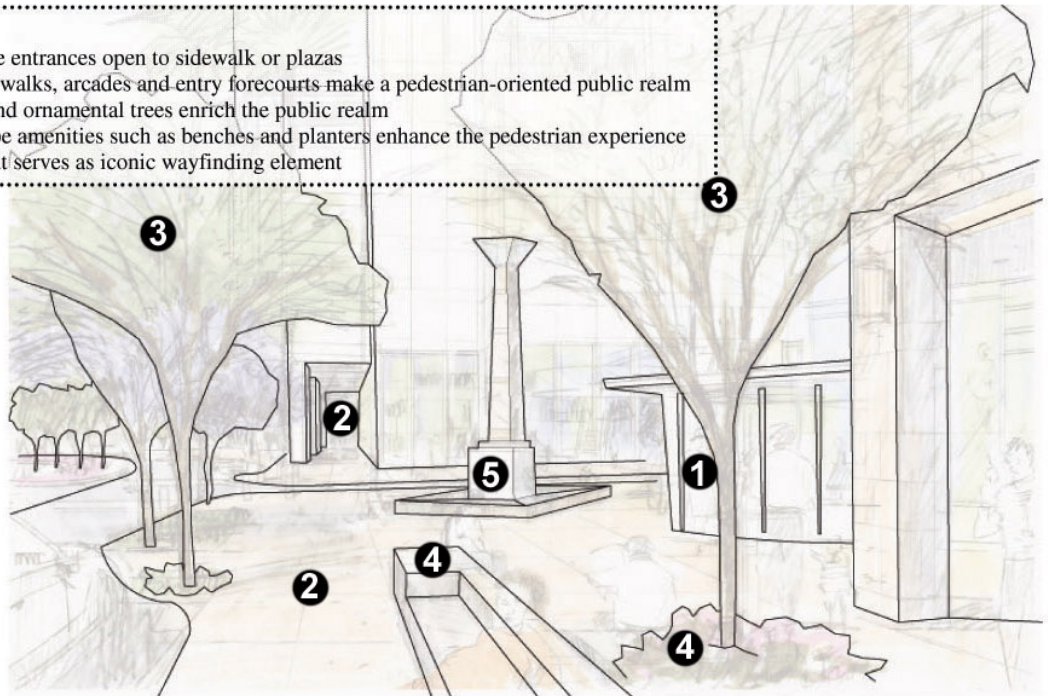 entrances open to sidewalk or plazas
walks, arcades and entry forecourts make a pedestrian-oriented public realm
ornamental trees enrich the public realm
amenities such as benches and planters enhance the pedestrian experience
serves as iconic wayfinding element
3
3
2
5
1
4
2
4